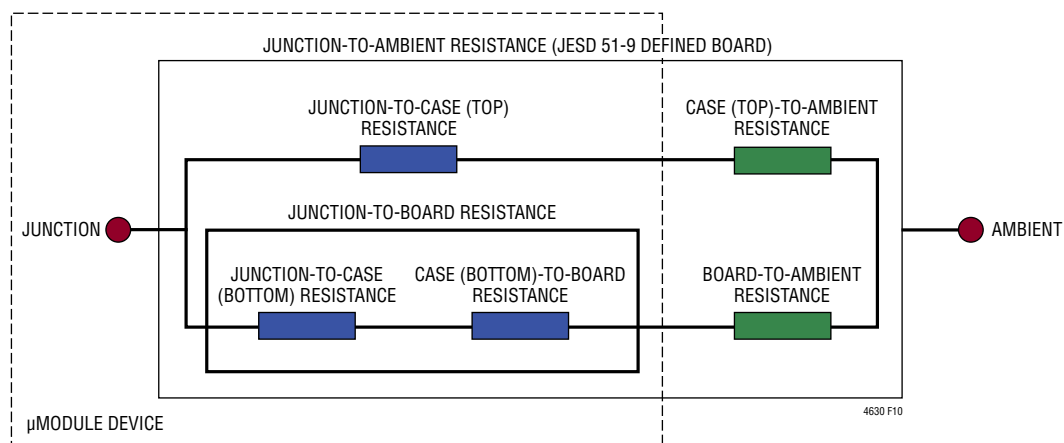 JUNCTION-TO-AMBIENT RESISTANCE (JESD 51-9 DEFINED BOARD)
JUNCTION-TO-CASE (TOP)
RESISTANCE
CASE (TOP)-TO-AMBIENT
RESISTANCE
JUNCTION-TO-BOARD RESISTANCE
JUNCTION
AMBIENT
JUNCTION-TO-CASE
(BOTTOM) RESISTANCE
CASE (BOTTOM)-TO-BOARD
RESISTANCE
BOARD-TO-AMBIENT
RESISTANCE
4630 F10
µMODULE DEVICE